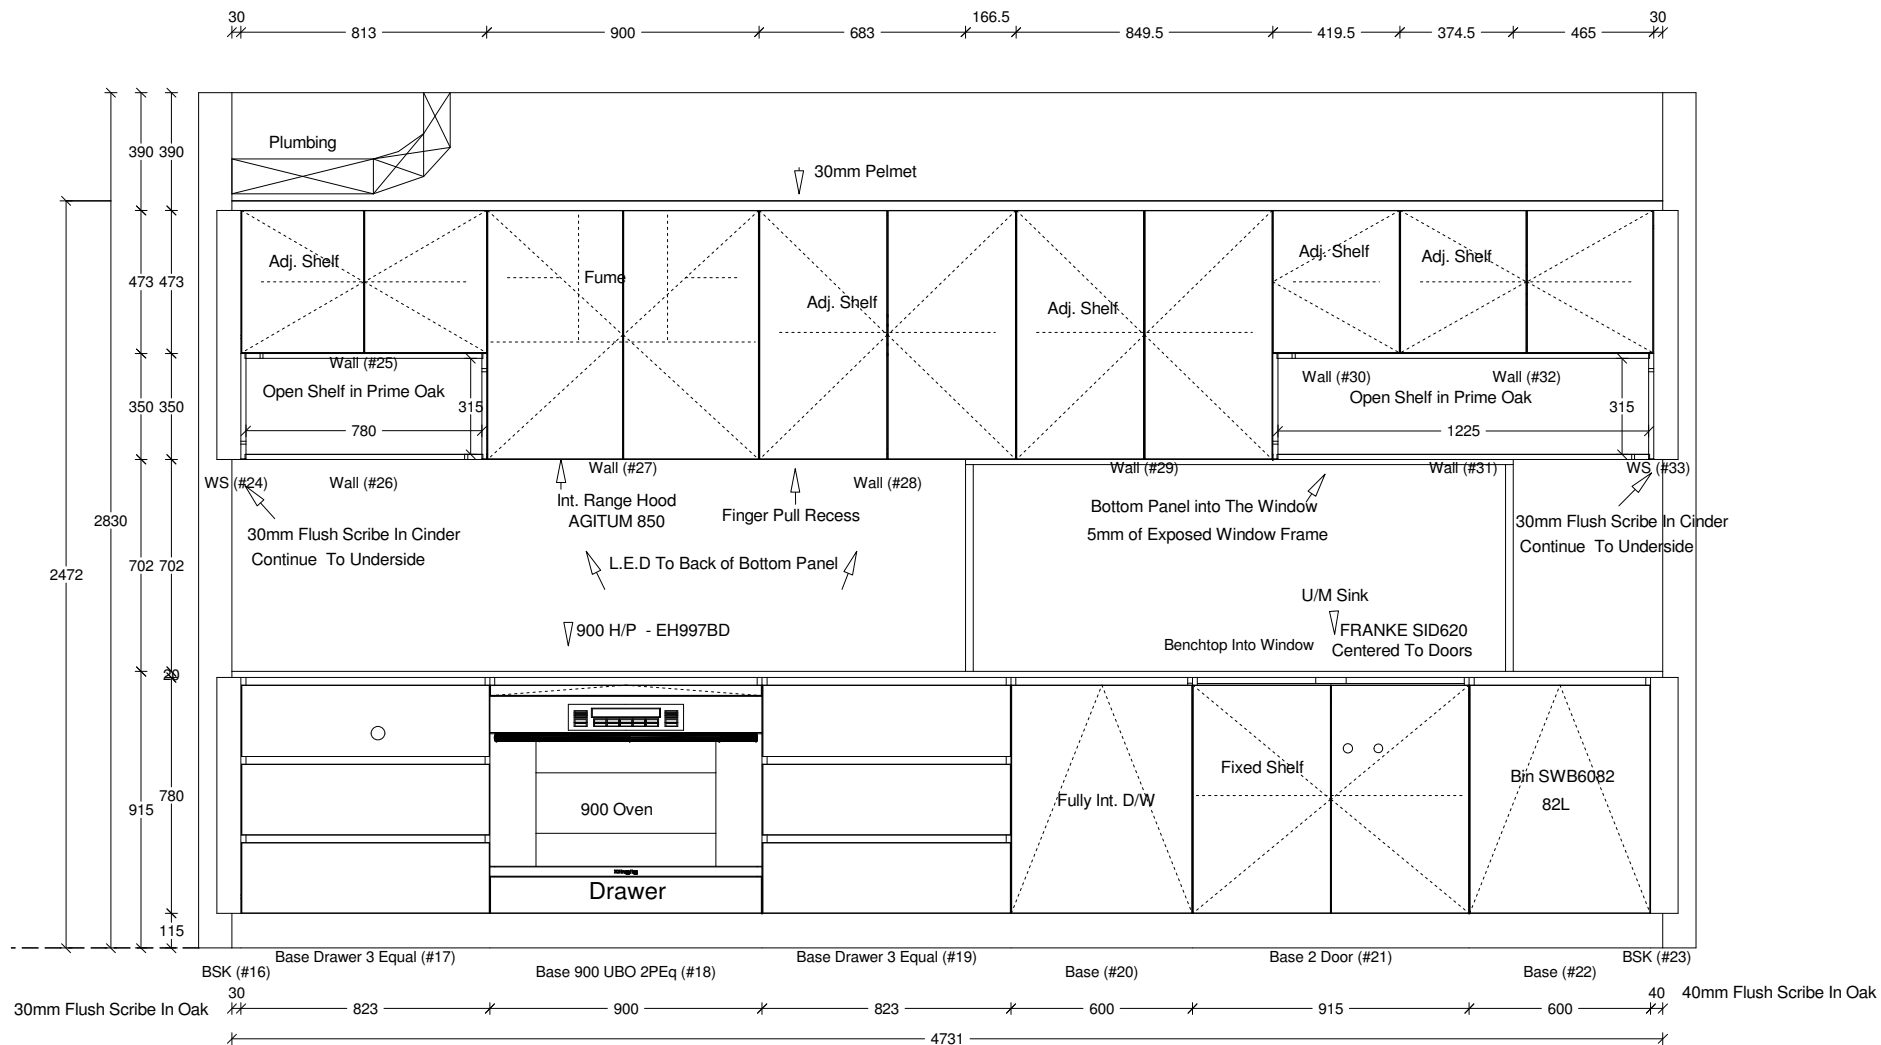 30 813 900 683 166.5 849.5 419.5 374.5 465 30
Plumbing
390 390
30mm Pelmet
473 473
Adj. Shelf
Fume
Adj. Shelf
Adj. Shelf
Adj. Shelf
Adj. Shelf
350 350
Wall (#25)
Open Shelf in Prime Oak
315
780
Wall (#30)
Wall (#32)
Open Shelf in Prime Oak
315
1225
WS (#24)
Wall (#26)
Wall (#27)
Wall (#28)
Wall (#29)
Wall (#31)
WS (#33)
Int. Range Hood
AGITUM 850
Finger Pull Recess
Bottom Panel into The Window
5mm of Exposed Window Frame
30mm Flush Scribe In Cinder
Continue To Underside
30mm Flush Scribe In Cinder
Continue To Underside
2830
2472
702 702
L.E.D To Back of Bottom Panel
U/M Sink
900 H/P - EH997BD
FRANKE SID620
Centered To Doors
Benchtop Into Window
20
915
780
115
900 Oven
Drawer
Fully Int. D/W
Fixed Shelf
Bin SWB6082
82L
BSK (#16)
Base Drawer 3 Equal (#17)
Base 900 UBO 2PEq (#18)
Base Drawer 3 Equal (#19)
Base (#20)
Base 2 Door (#21)
Base (#22)
BSK (#23)
30mm Flush Scribe In Oak
30 823 900 823 600 915 600 40
40mm Flush Scribe In Oak
4731